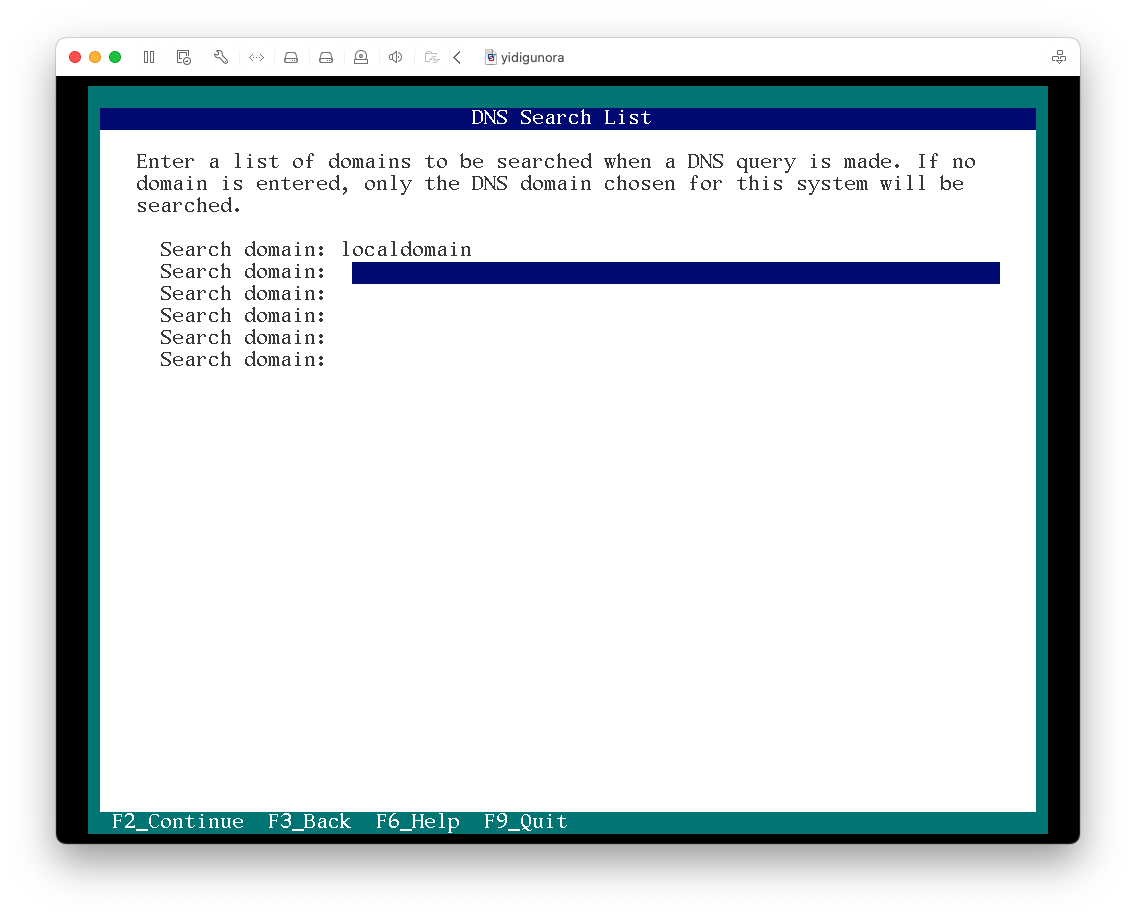 yidigunora
DNS Search List
Enter a list of domains to be searched when a DNS query is made. If no
domain is entered, only the DNS domain chosen for this system will be
searched.
Search domain: localdomain
Search domain:
Search domain:
Search domain:
Search domain:
Search domain:
F2_Continue F3_Back F6_Help F9_Quit